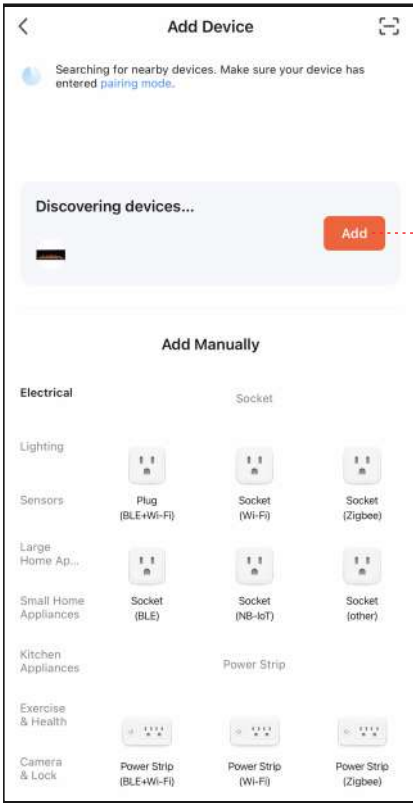 Add Device
Searching for nearby devices. Make sure your device has
entered pairing mode.
Discovering devices...
Add
Add Manually
Electrical
Socket
Lighting
Sensors
Plug
(BLE+Wi-Fi)
Socket
(Wi-Fi)
Socket
(Zigbee)
Large
Home Ap...
Small Home
Appliances
Socket
(BLE)
Socket
(NB-IoT)
Socket
(other)
Kitchen
Appliances
Power Strip
Exercise
& Health
Camera
& Lock
Power Strip
(BLE+Wi-Fi)
Power Strip
(Wi-Fi)
Power Strip
(Zigbee)